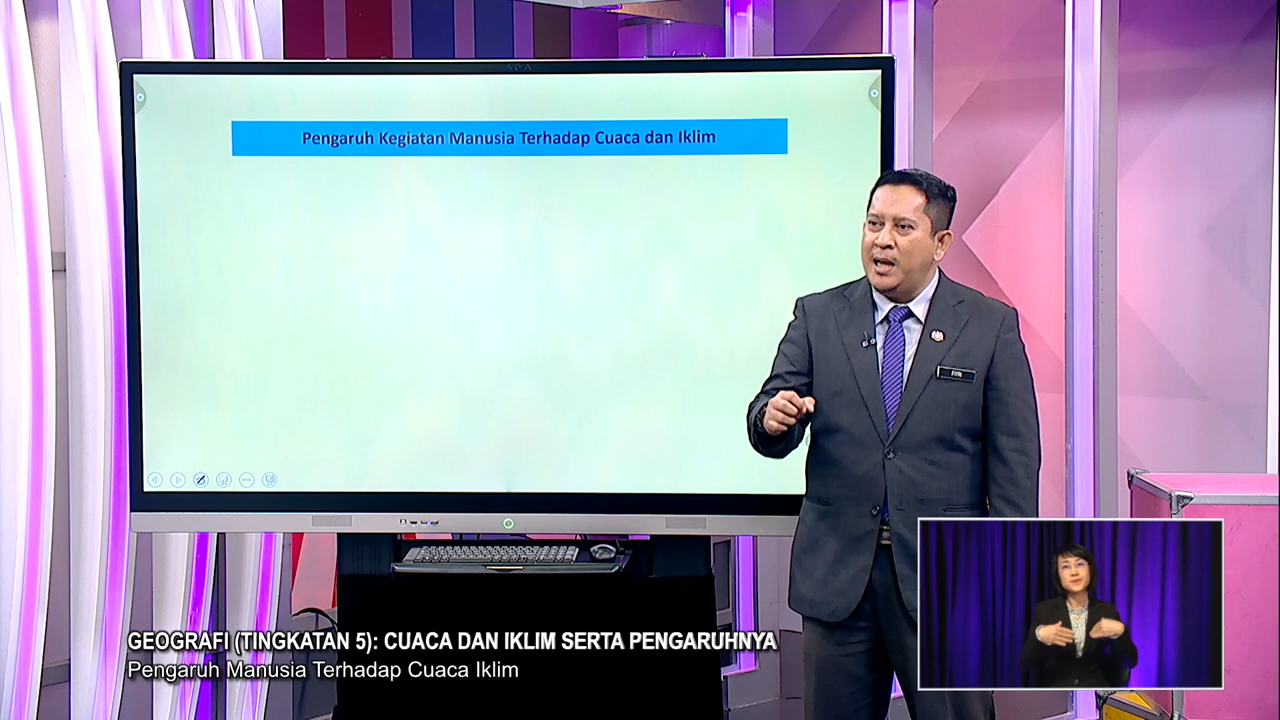 Pengaruh Kegiatan Manusia Terhadap Cuaca dan Iklim
FITRI
GEOGRAFI (TINGKATAN 5): CUACA DAN IKLIM SERTA PENGARUHNYA
Pengaruh Manusia Terhadap Cuaca Iklim